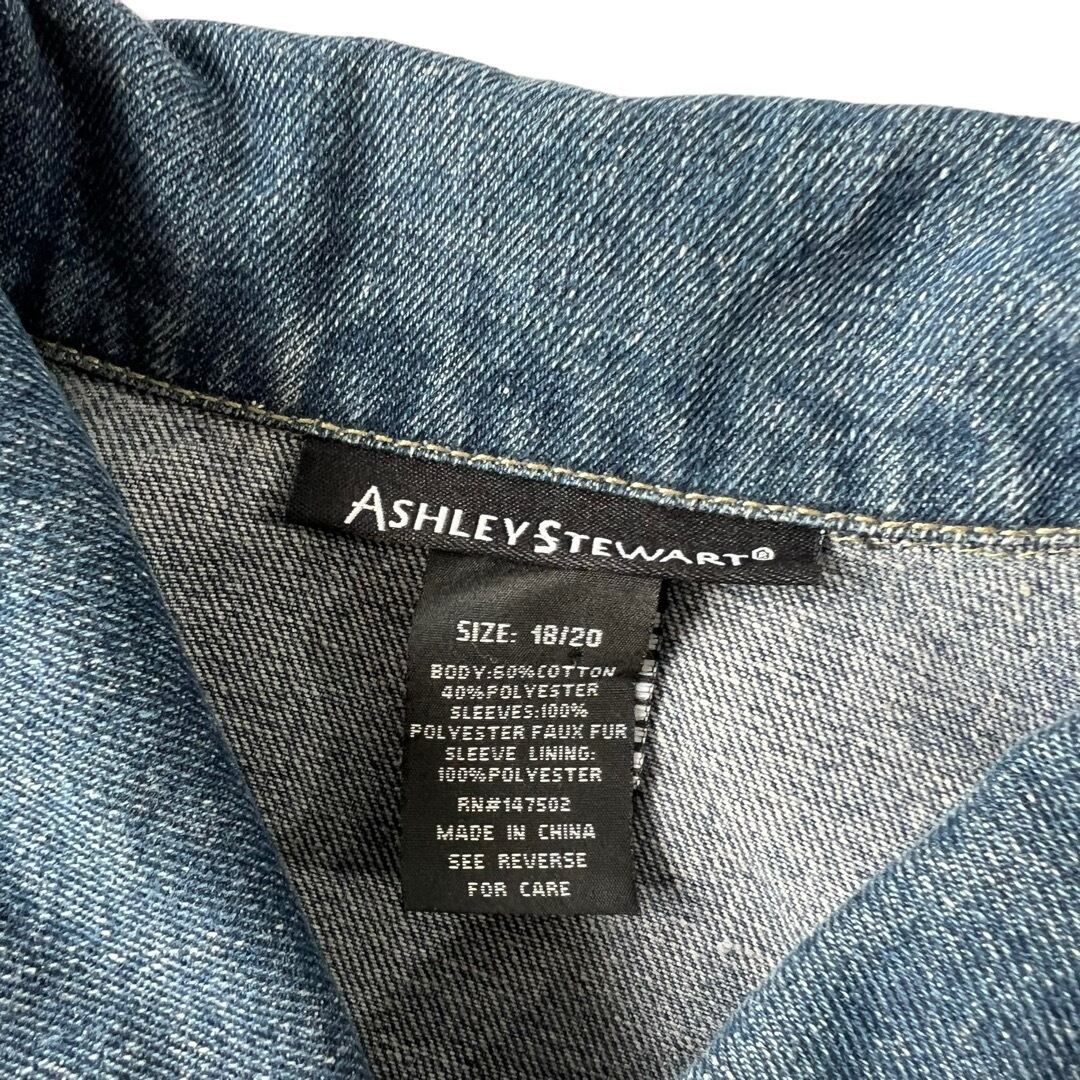 ASHLEY STEWART®
SIZE: 18/20
BODY:60%COTTON
40%POLYESTER
SLEEVES:100%
POLYESTER FAUX FUR
SLEEVE LINING:
100%POLYESTER
RN#147502
MADE IN CHINA
SEE REVERSE
FOR CARE